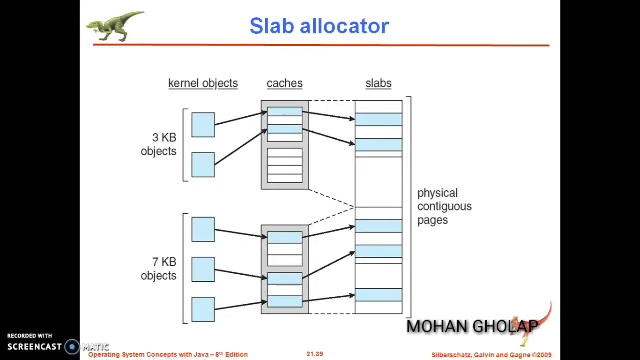 Slab allocator
kernel objects
caches
slabs
3 KB
objects
7 KB
objects
physical
contiguous
pages
MOHAN GHOLAP
RECORDED WITH
SCREENCAST MATIC
Operating System Concepts with Java – 8th Edition
21.39
Silberschatz, Galvin and Gagne ©2009